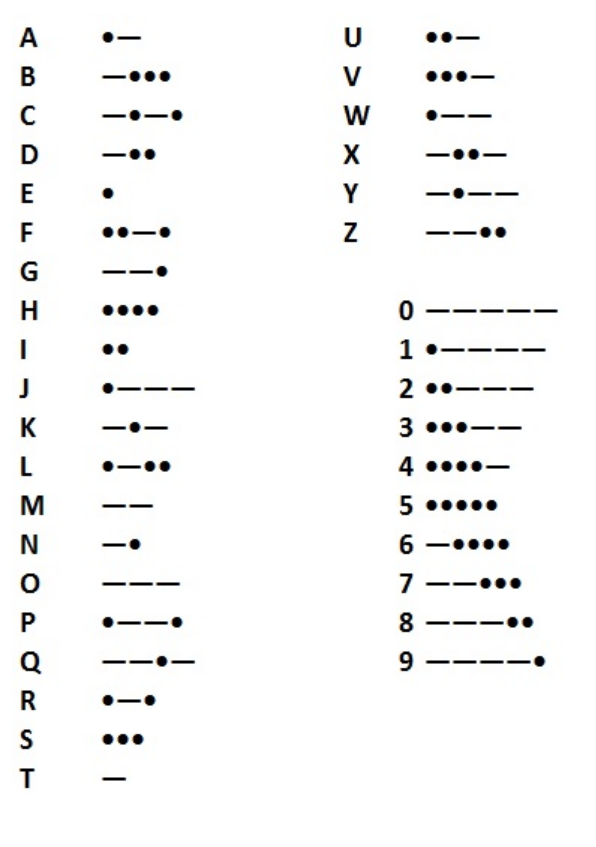 A •—
B —•••
C —•—•
D —••
E •
F ••—•
G ——•
H ••••
I ••
J •———
K —•—
L •—••
M ——
N —•
O ———
P •——•
Q ——•—
R •—•
S •••
T —
U ••—
V •••—
W •——
X —••—
Y —•——
Z ——••
0 —————
1 •————
2 ••———
3 •••——
4 ••••—
5 •••••
6 —••••
7 ——•••
8 ———••
9 ————•